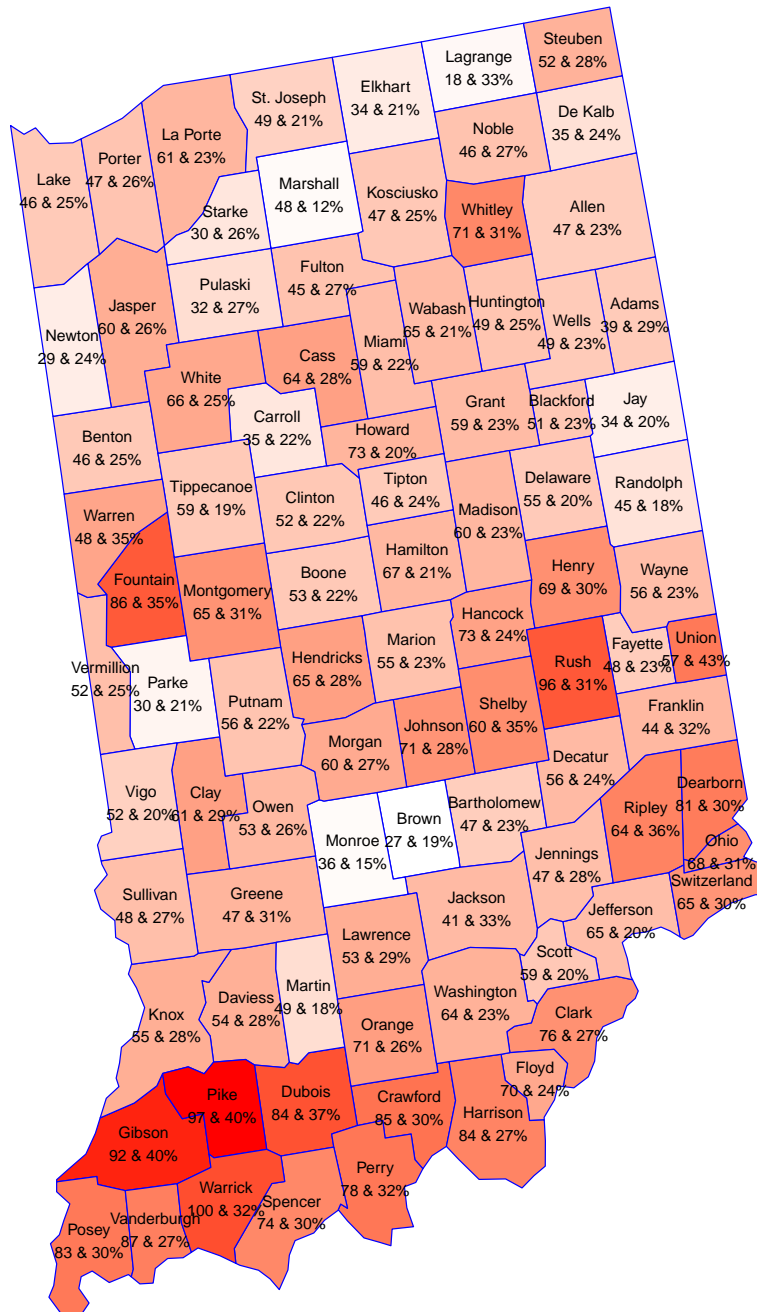 Steuben
52 & 28%
Lagrange
18 & 33%
Elkhart
34 & 21%
St. Joseph
49 & 21%
La Porte
61 & 23%
Porter
47 & 26%
Lake
46 & 25%
De Kalb
35 & 24%
Noble
46 & 27%
Marshall
48 & 12%
Kosciusko
47 & 25%
Whitley
71 & 31%
Allen
47 & 23%
Starke
30 & 26%
Pulaski
32 & 27%
Fulton
45 & 27%
Jasper
60 & 26%
Newton
29 & 24%
Wabash
65 & 21%
Huntington
49 & 25%
Wells
49 & 23%
Adams
39 & 29%
Miami
59 & 22%
Cass
64 & 28%
White
66 & 25%
Carroll
35 & 22%
Howard
73 & 20%
Grant
59 & 23%
Blackford
51 & 23%
Jay
34 & 20%
Benton
46 & 25%
Tippecanoe
59 & 19%
Clinton
52 & 22%
Tipton
46 & 24%
Madison
60 & 23%
Delaware
55 & 20%
Randolph
45 & 18%
Warren
48 & 35%
Fountain
86 & 35%
Montgomery
65 & 31%
Boone
53 & 22%
Hamilton
67 & 21%
Henry
69 & 30%
Wayne
56 & 23%
Hancock
73 & 24%
Marion
55 & 23%
Hendricks
65 & 28%
Vermillion
52 & 25%
Parke
30 & 21%
Putnam
56 & 22%
Rush
96 & 31%
Fayette
48 & 23%
Union
57 & 43%
Shelby
60 & 35%
Johnson
71 & 28%
Morgan
60 & 27%
Franklin
44 & 32%
Decatur
56 & 24%
Vigo
52 & 20%
Clay
61 & 29%
Owen
53 & 26%
Monroe
36 & 15%
Brown
27 & 19%
Bartholomew
47 & 23%
Ripley
64 & 36%
Dearborn
81 & 30%
Ohio
68 & 31%
Switzerland
65 & 30%
Jennings
47 & 28%
Jefferson
65 & 20%
Sullivan
48 & 27%
Greene
47 & 31%
Jackson
41 & 33%
Lawrence
53 & 29%
Scott
59 & 20%
Knox
55 & 28%
Daviess
54 & 28%
Martin
49 & 18%
Washington
64 & 23%
Orange
71 & 26%
Clark
76 & 27%
Floyd
70 & 24%
Harrison
84 & 27%
Crawford
85 & 30%
Dubois
84 & 37%
Pike
97 & 40%
Gibson
92 & 40%
Perry
78 & 32%
Warrick
100 & 32%
Spencer
74 & 30%
Vanderburgh
87 & 27%
Posey
83 & 30%